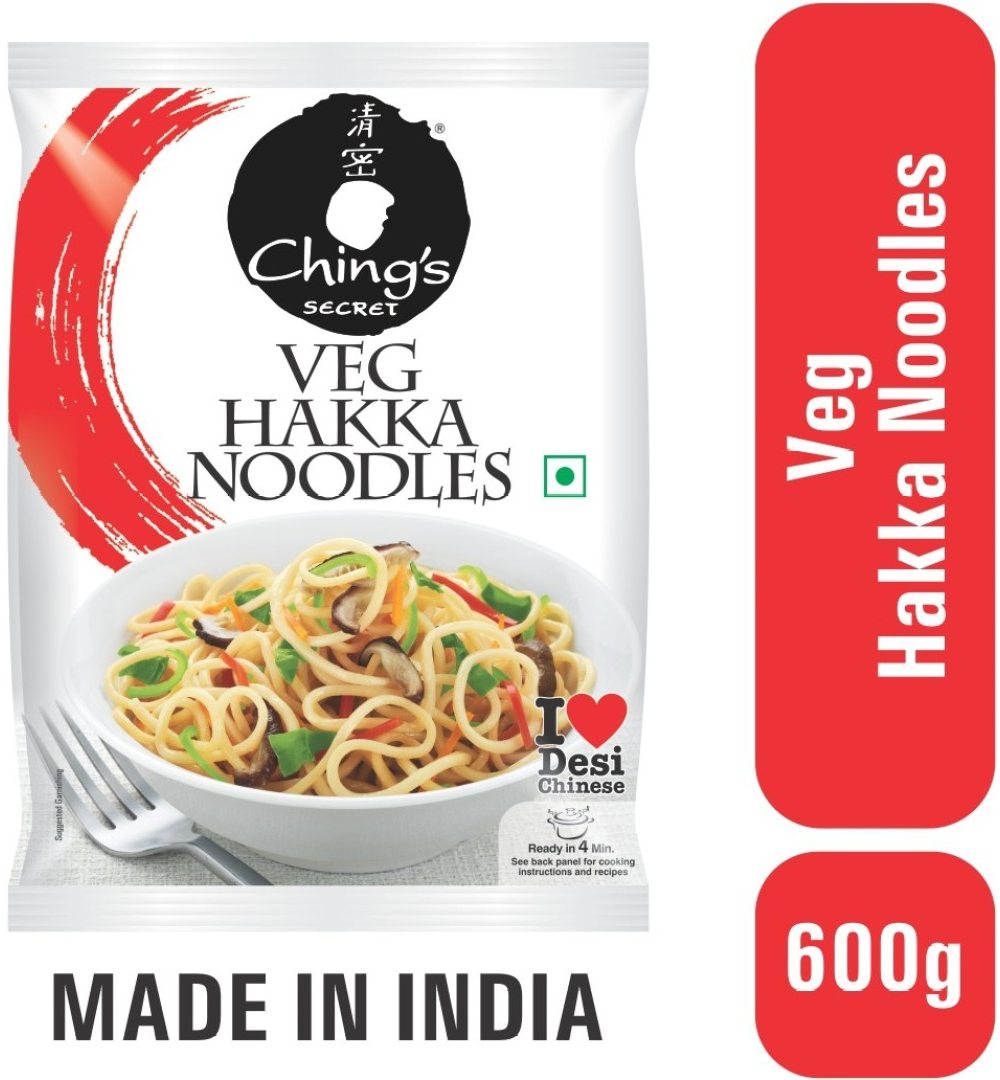 清
密
®
Ching's
SECRET
VEG
HAKKA
NOODLES
I
Desi
Chinese
Ready in 4 Min.
See back panel for cooking
instructions and recipes
Suggested Garnishing
MADE IN INDIA
Veg
Hakka Noodles
600g